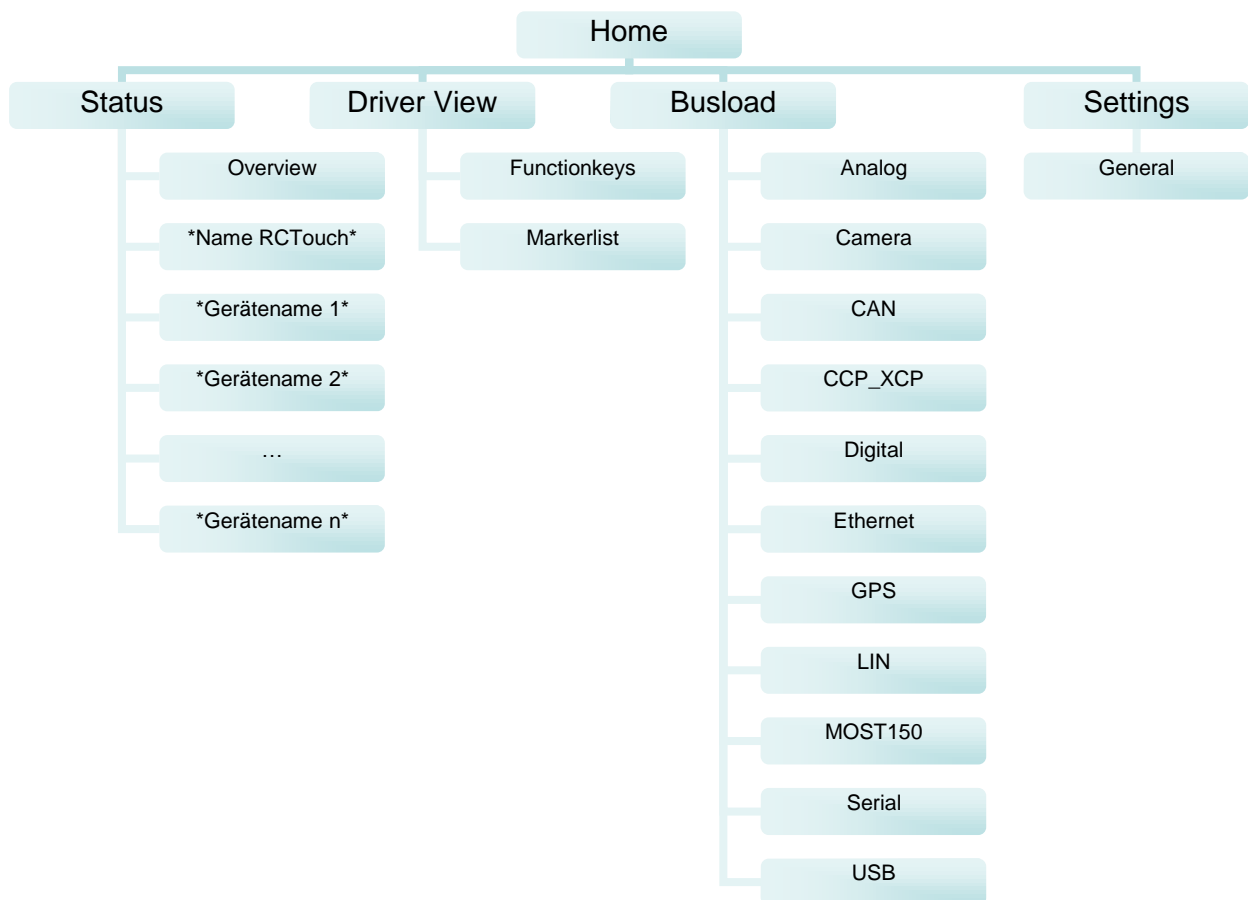 Home
Status
Driver View
Busload
Settings
Overview
*Name RCTouch*
*Gerätename 1*
*Gerätename 2*
…
*Gerätename n*
Functionkeys
Markerlist
Analog
Camera
CAN
CCP_XCP
Digital
Ethernet
GPS
LIN
MOST150
Serial
USB
General